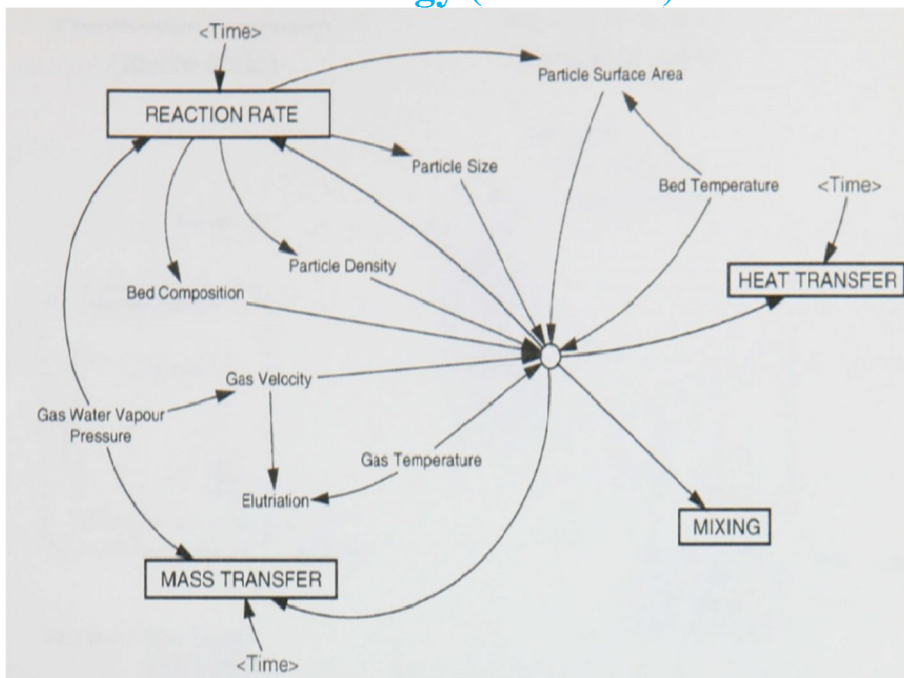 <Time>
Particle Surface Area
REACTION RATE
Particle Size
Bed Temperature
<Time>
Particle Density
Bed Composition
HEAT TRANSFER
Gas Velocity
Gas Water Vapour
Pressure
Gas Temperature
Elutriation
MIXING
MASS TRANSFER
<Time>